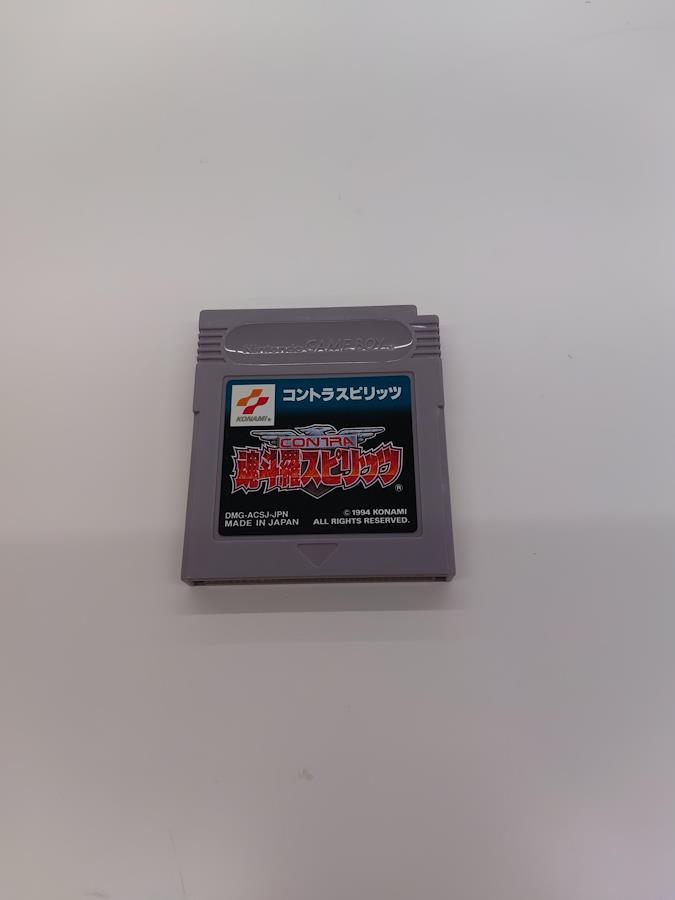 Nintendo GAME BOY™
コントラスピリッツ
KONAMI®
CONTRA
魂斗羅スピリッツ®
DMG-ACSJ-JPN
MADE IN JAPAN
© 1994 KONAMI
ALL RIGHTS RESERVED.